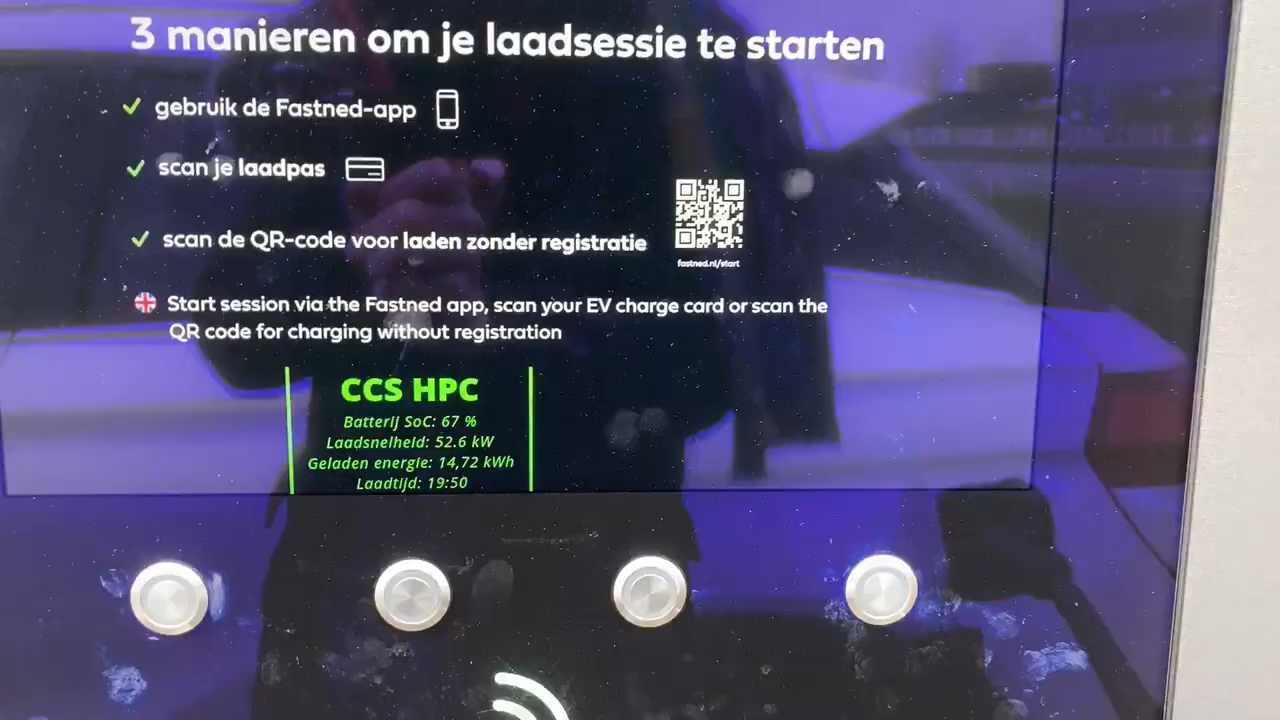 3 manieren om je laadsessie te starten
gebruik de Fastned-app
scan je laadpas
scan de QR-code voor laden zonder registratie
fastned.nl/start
Start session via the Fastned app, scan your EV charge card or scan the
QR code for charging without registration
CCS HPC
Batterij SoC: 67 %
Laadsnelheid: 52.6 kW
Geladen energie: 14,72 kWh
Laadtijd: 19:50